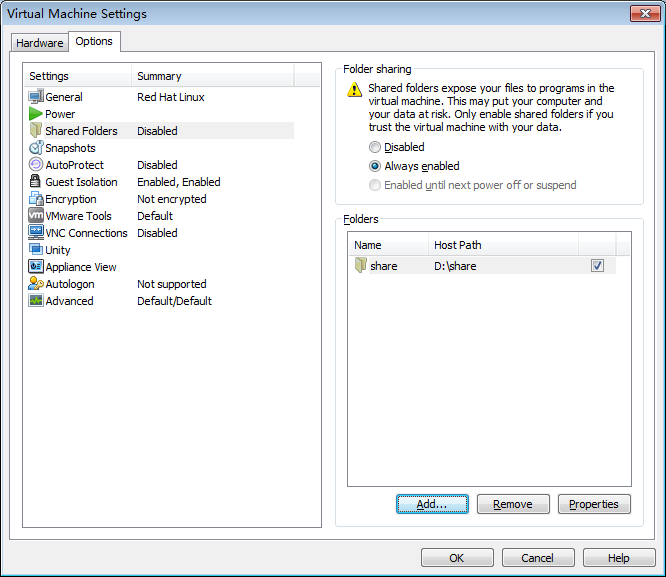 Virtual Machine Settings
Hardware Options
Settings Summary
General Red Hat Linux
Power
Shared Folders Disabled
Snapshots
AutoProtect Disabled
Guest Isolation Enabled, Enabled
Encryption Not encrypted
vm VMware Tools Default
VNC Connections Disabled
Unity
Appliance View
Autologon Not supported
Advanced Default/Default
Folder sharing
Shared folders expose your files to programs in the
virtual machine. This may put your computer and
your data at risk. Only enable shared folders if you
trust the virtual machine with your data.
Disabled
Always enabled
Enabled until next power off or suspend
Folders
Name Host Path
share D:\share
Add... Remove Properties
OK Cancel Help